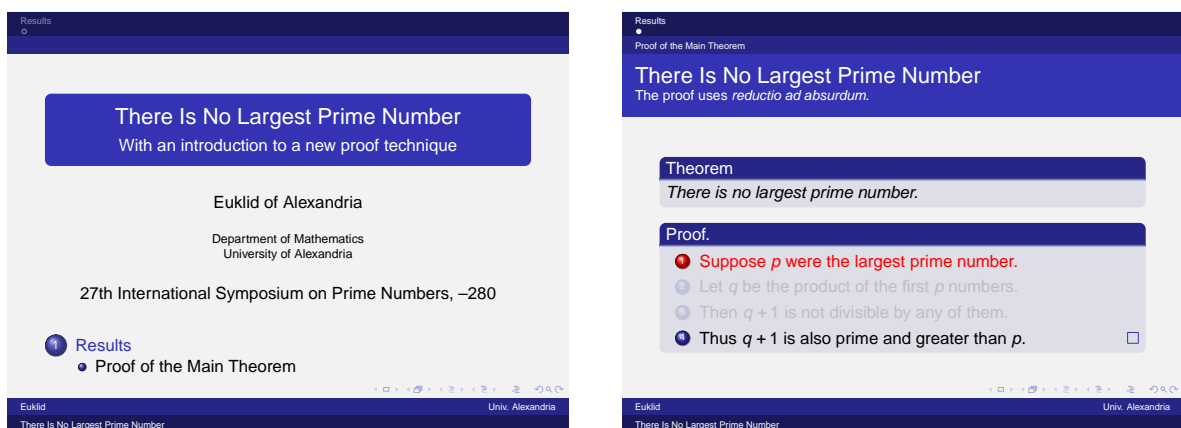 Results
There Is No Largest Prime Number
With an introduction to a new proof technique
Euklid of Alexandria
Department of Mathematics
University of Alexandria
27th International Symposium on Prime Numbers, –280
1 Results
Proof of the Main Theorem
Euklid Univ. Alexandria
There Is No Largest Prime Number
Results
Proof of the Main Theorem
There Is No Largest Prime Number
The proof uses reductio ad absurdum.
Theorem
There is no largest prime number.
Proof.
1 Suppose p were the largest prime number.
2 Let q be the product of the first p numbers.
3 Then q + 1 is not divisible by any of them.
4 Thus q + 1 is also prime and greater than p. □
Euklid Univ. Alexandria
There Is No Largest Prime Number